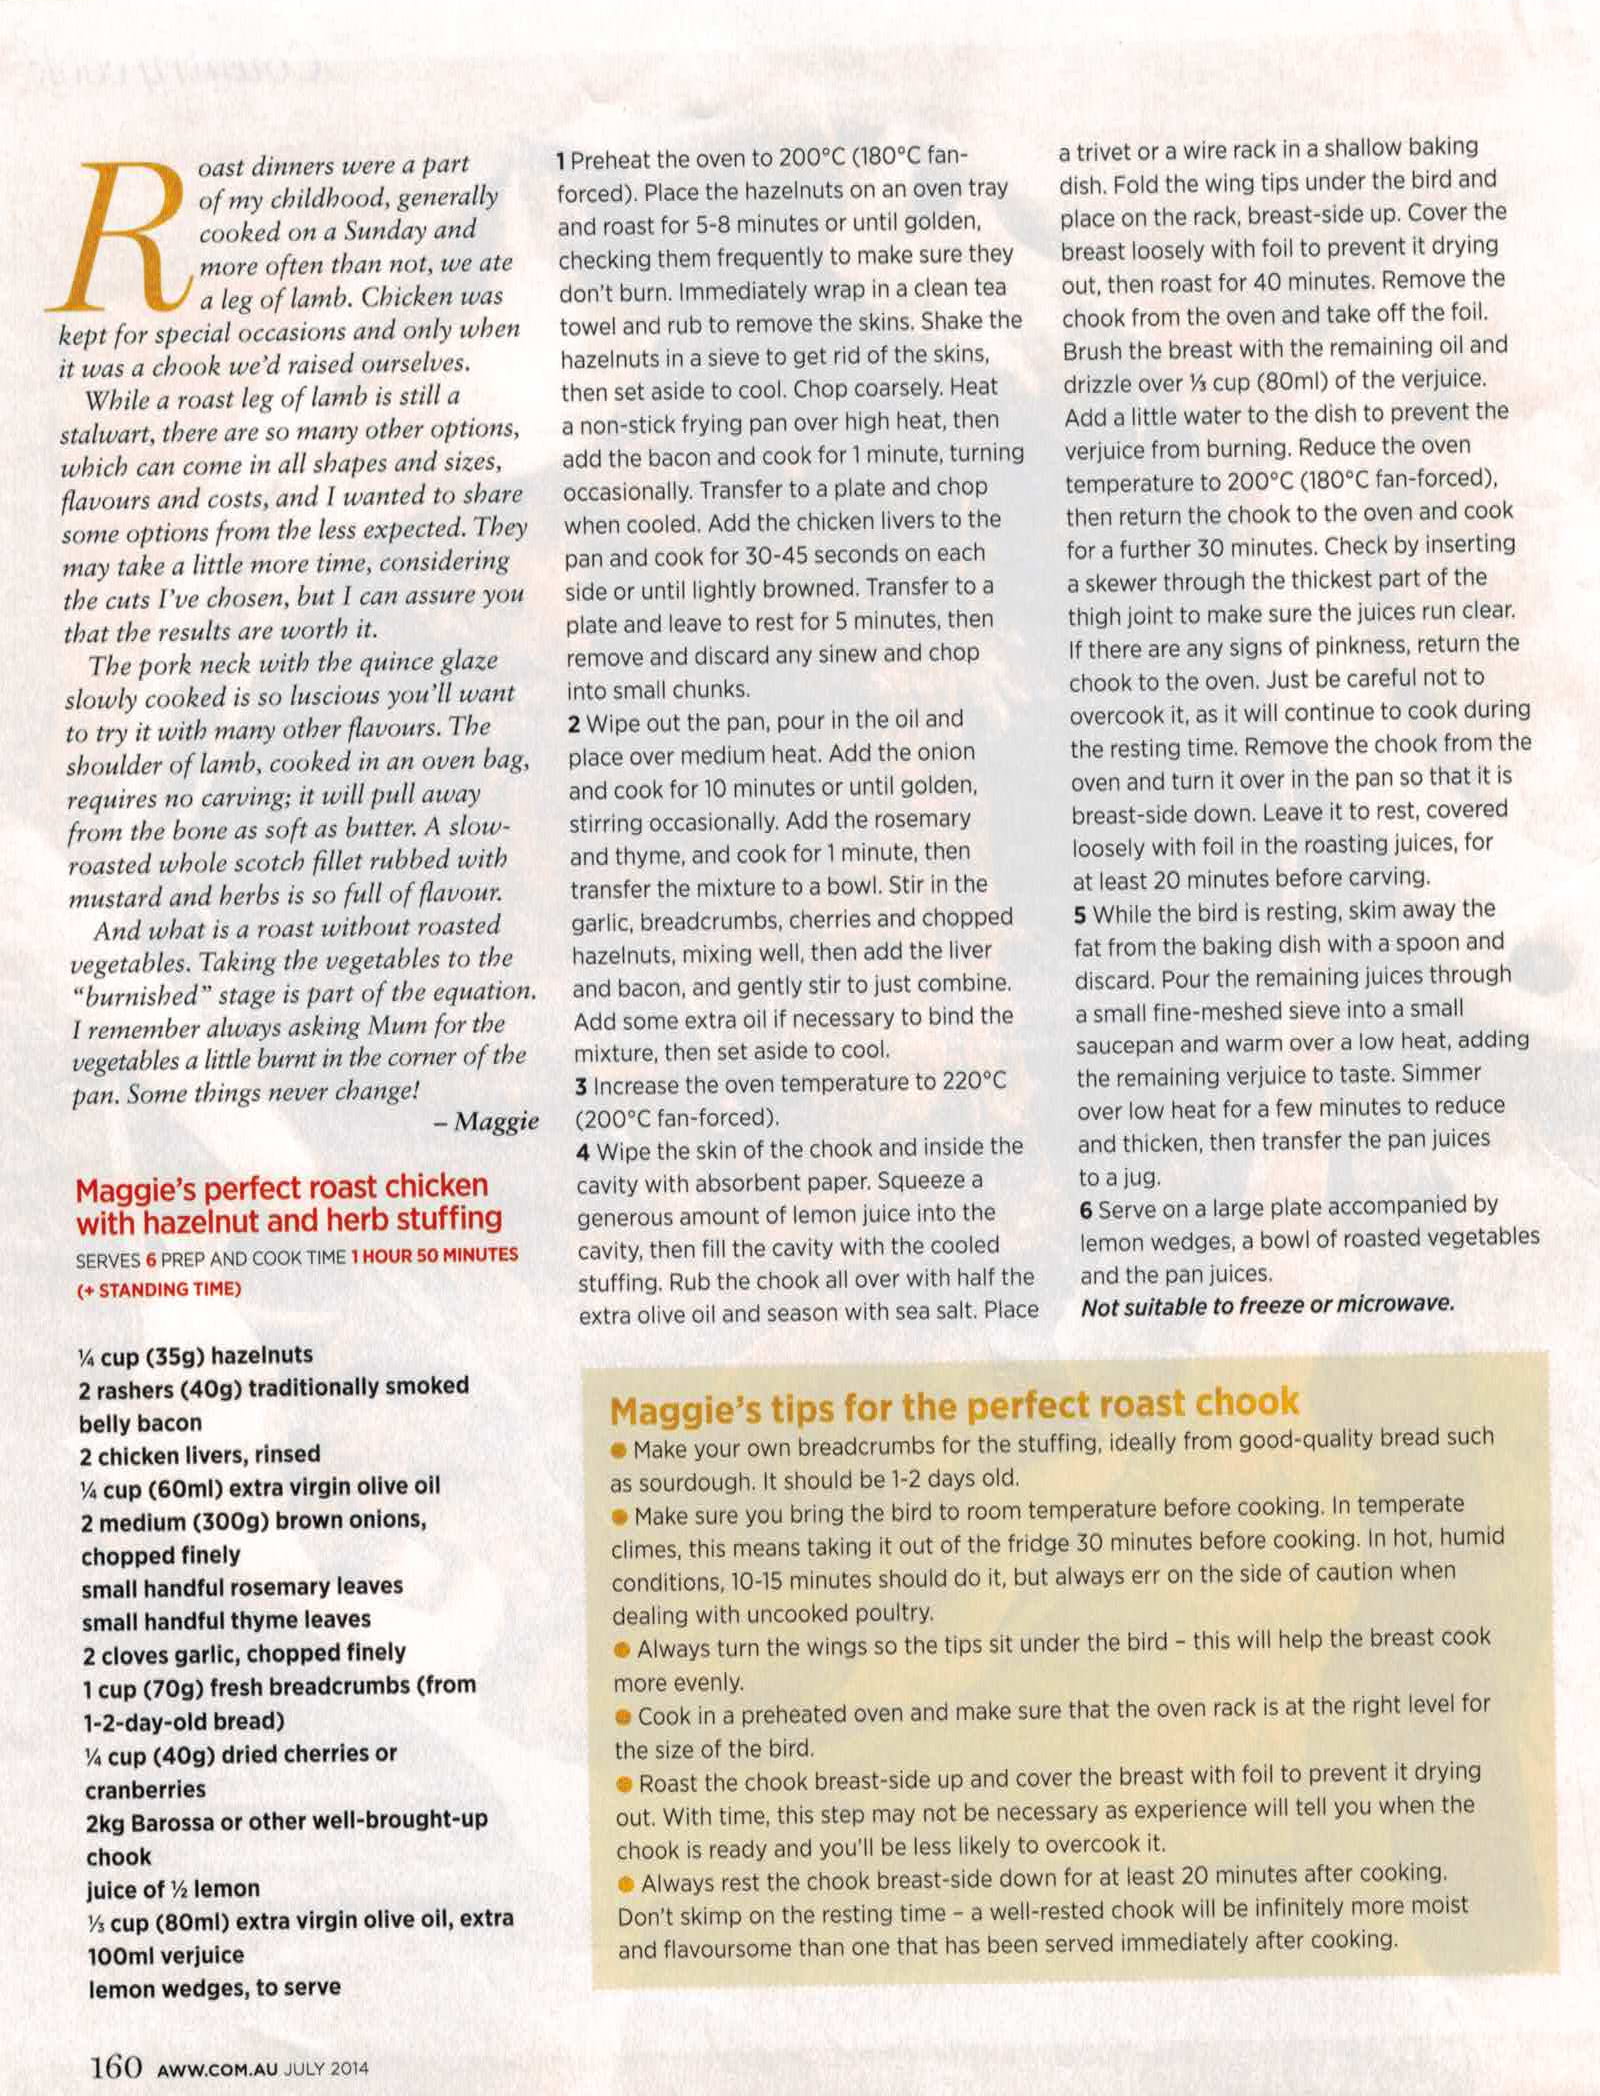 Roast dinners were a part
of my childhood, generally
cooked on a Sunday and
more often than not, we ate
a leg of lamb. Chicken was
kept for special occasions and only when
it was a chook we'd raised ourselves.
While a roast leg of lamb is still a
stalwart, there are so many other options,
which can come in all shapes and sizes,
flavours and costs, and I wanted to share
some options from the less expected. They
may take a little more time, considering
the cuts I've chosen, but I can assure you
that the results are worth it.
The pork neck with the quince glaze
slowly cooked is so luscious you'll want
to try it with many other flavours. The
shoulder of lamb, cooked in an oven bag,
requires no carving; it will pull away
from the bone as soft as butter. A slow-
roasted whole scotch fillet rubbed with
mustard and herbs is so full of flavour.
And what is a roast without roasted
vegetables. Taking the vegetables to the
"burnished" stage is part of the equation.
I remember always asking Mum for the
vegetables a little burnt in the corner of the
pan. Some things never change!
– Maggie
Maggie's perfect roast chicken
with hazelnut and herb stuffing
SERVES 6 PREP AND COOK TIME 1 HOUR 50 MINUTES
(+ STANDING TIME)
¼ cup (35g) hazelnuts
2 rashers (40g) traditionally smoked
belly bacon
2 chicken livers, rinsed
¼ cup (60ml) extra virgin olive oil
2 medium (300g) brown onions,
chopped finely
small handful rosemary leaves
small handful thyme leaves
2 cloves garlic, chopped finely
1 cup (70g) fresh breadcrumbs (from
1-2-day-old bread)
¼ cup (40g) dried cherries or
cranberries
2kg Barossa or other well-brought-up
chook
juice of ½ lemon
⅓ cup (80ml) extra virgin olive oil, extra
100ml verjuice
lemon wedges, to serve
1 Preheat the oven to 200°C (180°C fan-
forced). Place the hazelnuts on an oven tray
and roast for 5-8 minutes or until golden,
checking them frequently to make sure they
don't burn. Immediately wrap in a clean tea
towel and rub to remove the skins. Shake the
hazelnuts in a sieve to get rid of the skins,
then set aside to cool. Chop coarsely. Heat
a non-stick frying pan over high heat, then
add the bacon and cook for 1 minute, turning
occasionally. Transfer to a plate and chop
when cooled. Add the chicken livers to the
pan and cook for 30-45 seconds on each
side or until lightly browned. Transfer to a
plate and leave to rest for 5 minutes, then
remove and discard any sinew and chop
into small chunks.
2 Wipe out the pan, pour in the oil and
place over medium heat. Add the onion
and cook for 10 minutes or until golden,
stirring occasionally. Add the rosemary
and thyme, and cook for 1 minute, then
transfer the mixture to a bowl. Stir in the
garlic, breadcrumbs, cherries and chopped
hazelnuts, mixing well, then add the liver
and bacon, and gently stir to just combine.
Add some extra oil if necessary to bind the
mixture, then set aside to cool.
3 Increase the oven temperature to 220°C
(200°C fan-forced).
4 Wipe the skin of the chook and inside the
cavity with absorbent paper. Squeeze a
generous amount of lemon juice into the
cavity, then fill the cavity with the cooled
stuffing. Rub the chook all over with half the
extra olive oil and season with sea salt. Place
a trivet or a wire rack in a shallow baking
dish. Fold the wing tips under the bird and
place on the rack, breast-side up. Cover the
breast loosely with foil to prevent it drying
out, then roast for 40 minutes. Remove the
chook from the oven and take off the foil.
Brush the breast with the remaining oil and
drizzle over ⅓ cup (80ml) of the verjuice.
Add a little water to the dish to prevent the
verjuice from burning. Reduce the oven
temperature to 200°C (180°C fan-forced),
then return the chook to the oven and cook
for a further 30 minutes. Check by inserting
a skewer through the thickest part of the
thigh joint to make sure the juices run clear.
If there are any signs of pinkness, return the
chook to the oven. Just be careful not to
overcook it, as it will continue to cook during
the resting time. Remove the chook from the
oven and turn it over in the pan so that it is
breast-side down. Leave it to rest, covered
loosely with foil in the roasting juices, for
at least 20 minutes before carving.
5 While the bird is resting, skim away the
fat from the baking dish with a spoon and
discard. Pour the remaining juices through
a small fine-meshed sieve into a small
saucepan and warm over a low heat, adding
the remaining verjuice to taste. Simmer
over low heat for a few minutes to reduce
and thicken, then transfer the pan juices
to a jug.
6 Serve on a large plate accompanied by
lemon wedges, a bowl of roasted vegetables
and the pan juices.
Not suitable to freeze or microwave.
Maggie's tips for the perfect roast chook
● Make your own breadcrumbs for the stuffing, ideally from good-quality bread such
as sourdough. It should be 1-2 days old.
● Make sure you bring the bird to room temperature before cooking. In temperate
climes, this means taking it out of the fridge 30 minutes before cooking. In hot, humid
conditions, 10-15 minutes should do it, but always err on the side of caution when
dealing with uncooked poultry.
● Always turn the wings so the tips sit under the bird – this will help the breast cook
more evenly.
● Cook in a preheated oven and make sure that the oven rack is at the right level for
the size of the bird.
● Roast the chook breast-side up and cover the breast with foil to prevent it drying
out. With time, this step may not be necessary as experience will tell you when the
chook is ready and you'll be less likely to overcook it.
● Always rest the chook breast-side down for at least 20 minutes after cooking.
Don't skimp on the resting time – a well-rested chook will be infinitely more moist
and flavoursome than one that has been served immediately after cooking.
160 AWW.COM.AU JULY 2014